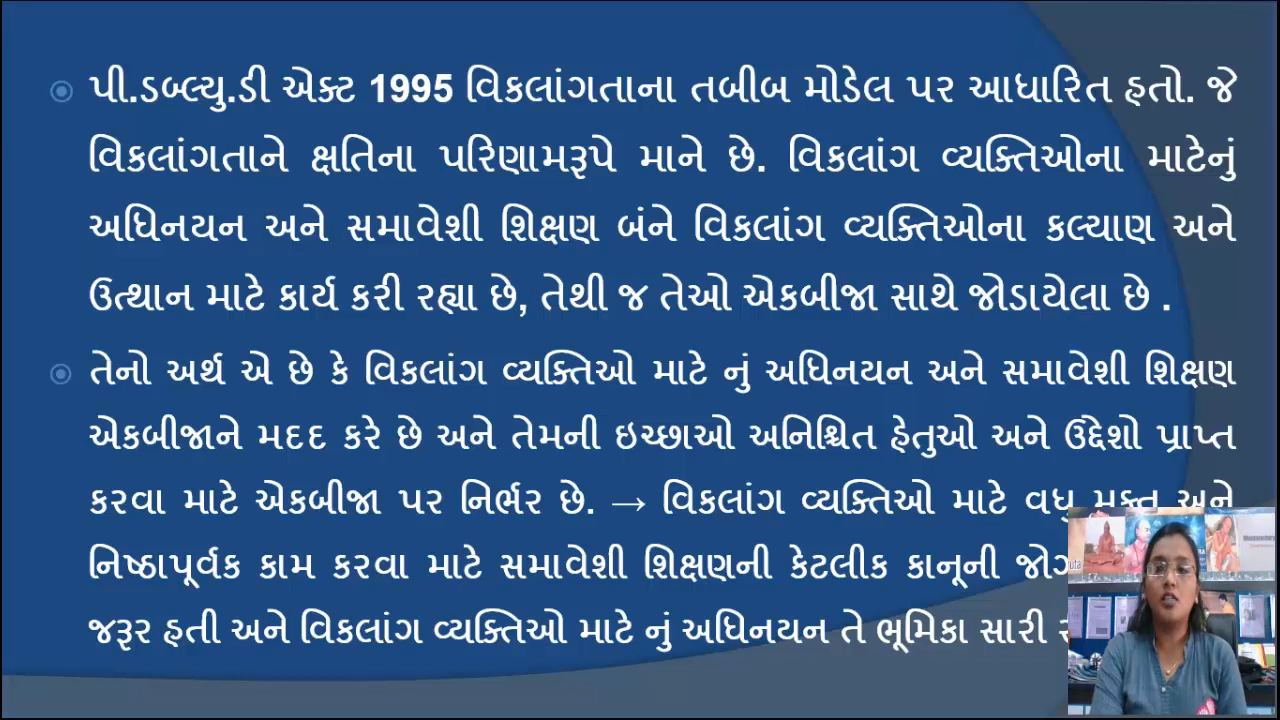 પી.ડબ્લ્યુ.ડી એક્ટ 1995 વિકલાંગતાના તબીબ મોડેલ પર આધારિત હતો. જે
વિકલાંગતાને ક્ષતિના પરિણામરૂપે માને છે. વિકલાંગ વ્યક્તિઓના માટેનું
અધિનયન અને સમાવેશી શિક્ષણ બંને વિકલાંગ વ્યક્તિઓના કલ્યાણ અને
ઉત્થાન માટે કાર્ય કરી રહ્યા છે, તેથી જ તેઓ એકબીજા સાથે જોડાયેલા છે .
તેનો અર્થ એ છે કે વિકલાંગ વ્યક્તિઓ માટે નું અધિનયન અને સમાવેશી શિક્ષણ
એકબીજાને મદદ કરે છે અને તેમની ઇચ્છાઓ અનિશ્ચિત હેતુઓ અને ઉદ્દેશો પ્રાપ્ત
કરવા માટે એકબીજા પર નિર્ભર છે. → વિકલાંગ વ્યક્તિઓ માટે વધુ મુક્ત અને
નિષ્ઠાપૂર્વક કામ કરવા માટે સમાવેશી શિક્ષણની કેટલીક કાનૂની
જરૂર હતી અને વિકલાંગ વ્યક્તિઓ માટે નું અધિનયન તે ભૂમિકા સારી